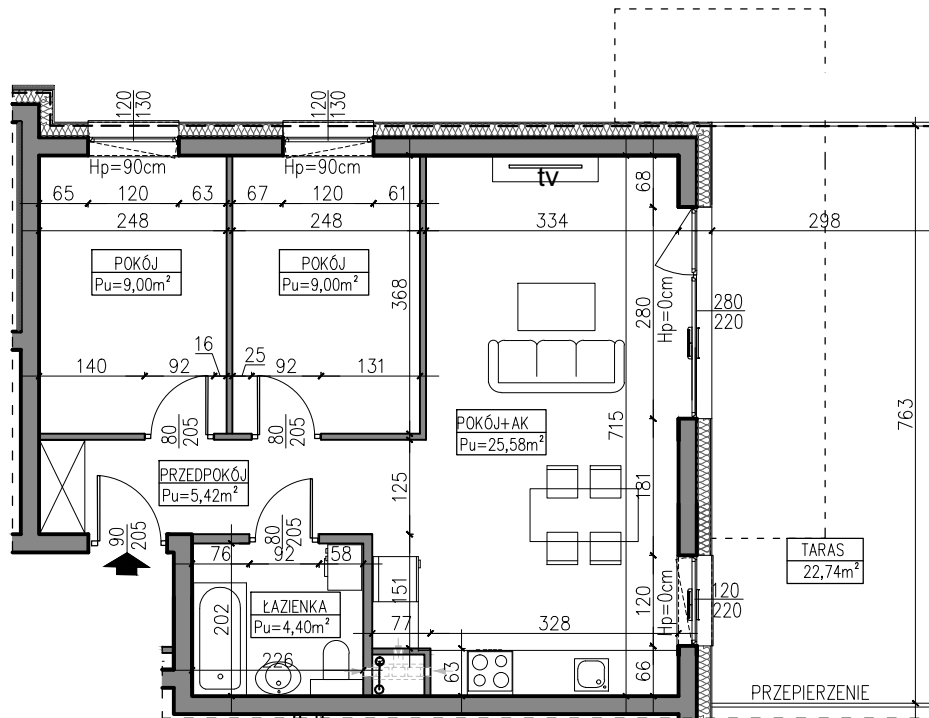 120
130
120
130
Hp=90cm
Hp=90cm
tv
65
120
63
67
120
61
68
248
248
334
298
POKÓJ
Pu=9,00m²
POKÓJ
Pu=9,00m²
368
280
Hp=0cm
280
220
16
25
140
92
92
131
80
205
80
205
POKÓJ+AK
Pu=25,58m²
715
763
PRZEDPOKÓJ
Pu=5,42m²
125
181
90
205
80
205
76
92
58
TARAS
22,74m²
151
120
Hp=0cm
120
220
ŁAZIENKA
Pu=4,40m²
202
77
328
226
63
66
PRZEPIERZENIE